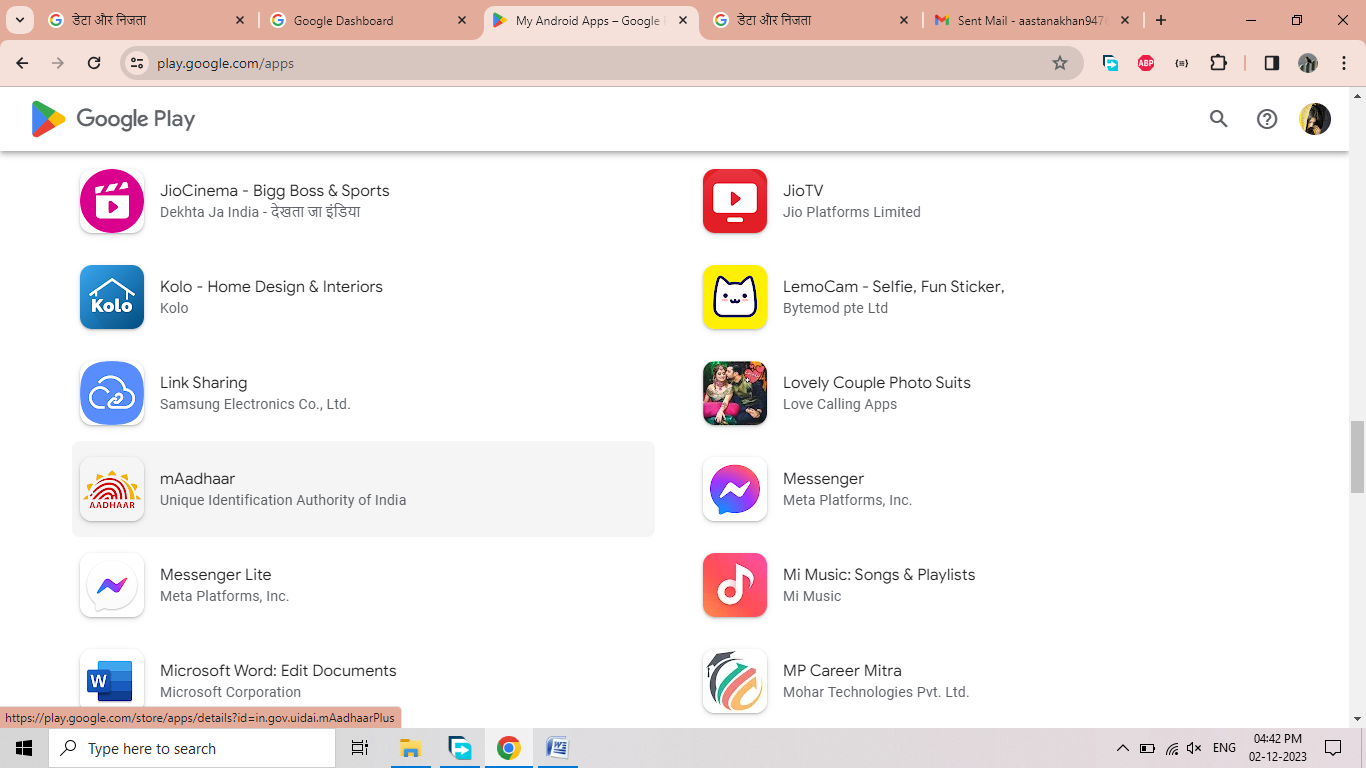 डेटा और निजता
Google Dashboard
My Android Apps – Google
डेटा और निजता
Sent Mail - aastanakhan947
play.google.com/apps
ABP
Google Play
JioCinema - Bigg Boss & Sports
Dekhta Ja India - देखता जा इंडिया
JioTV
Jio Platforms Limited
Kolo
Kolo - Home Design & Interiors
Kolo
LemoCam - Selfie, Fun Sticker,
Bytemod pte Ltd
Link Sharing
Samsung Electronics Co., Ltd.
Lovely Couple Photo Suits
Love Calling Apps
AADHAAR
mAadhaar
Unique Identification Authority of India
Messenger
Meta Platforms, Inc.
Messenger Lite
Meta Platforms, Inc.
Mi Music: Songs & Playlists
Mi Music
W
Microsoft Word: Edit Documents
Microsoft Corporation
MP Career Mitra
Mohar Technologies Pvt. Ltd.
https://play.google.com/store/apps/details?id=in.gov.uidai.mAadhaarPlus
Type here to search
W
ENG
04:42 PM
02-12-2023